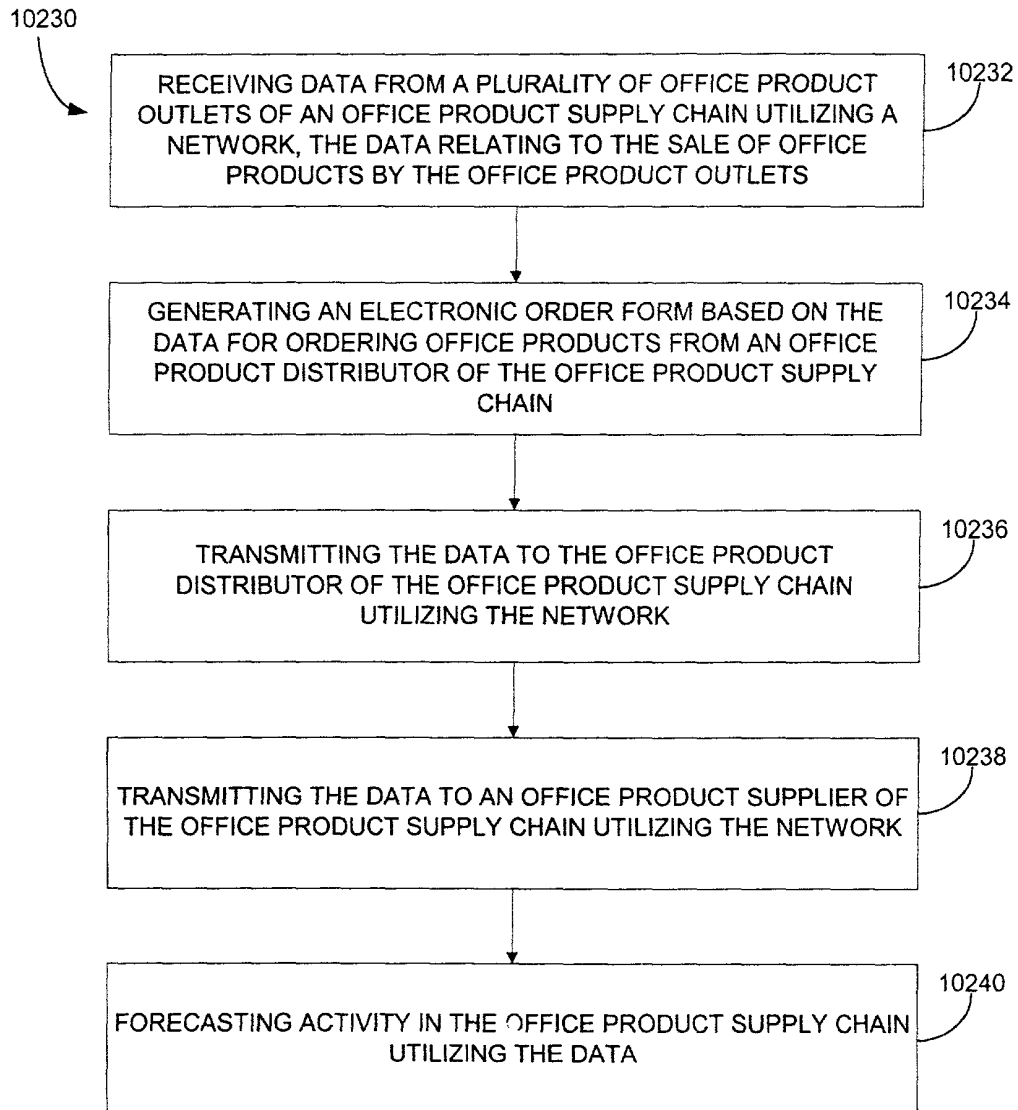 10230
RECEIVING DATA FROM A PLURALITY OF OFFICE PRODUCT
OUTLETS OF AN OFFICE PRODUCT SUPPLY CHAIN UTILIZING A
NETWORK, THE DATA RELATING TO THE SALE OF OFFICE
PRODUCTS BY THE OFFICE PRODUCT OUTLETS
10232
GENERATING AN ELECTRONIC ORDER FORM BASED ON THE
DATA FOR ORDERING OFFICE PRODUCTS FROM AN OFFICE
PRODUCT DISTRIBUTOR OF THE OFFICE PRODUCT SUPPLY
CHAIN
10234
TRANSMITTING THE DATA TO THE OFFICE PRODUCT
DISTRIBUTOR OF THE OFFICE PRODUCT SUPPLY CHAIN
UTILIZING THE NETWORK
10236
TRANSMITTING THE DATA TO AN OFFICE PRODUCT SUPPLIER OF
THE OFFICE PRODUCT SUPPLY CHAIN UTILIZING THE NETWORK
10238
FORECASTING ACTIVITY IN THE OFFICE PRODUCT SUPPLY CHAIN
UTILIZING THE DATA
10240